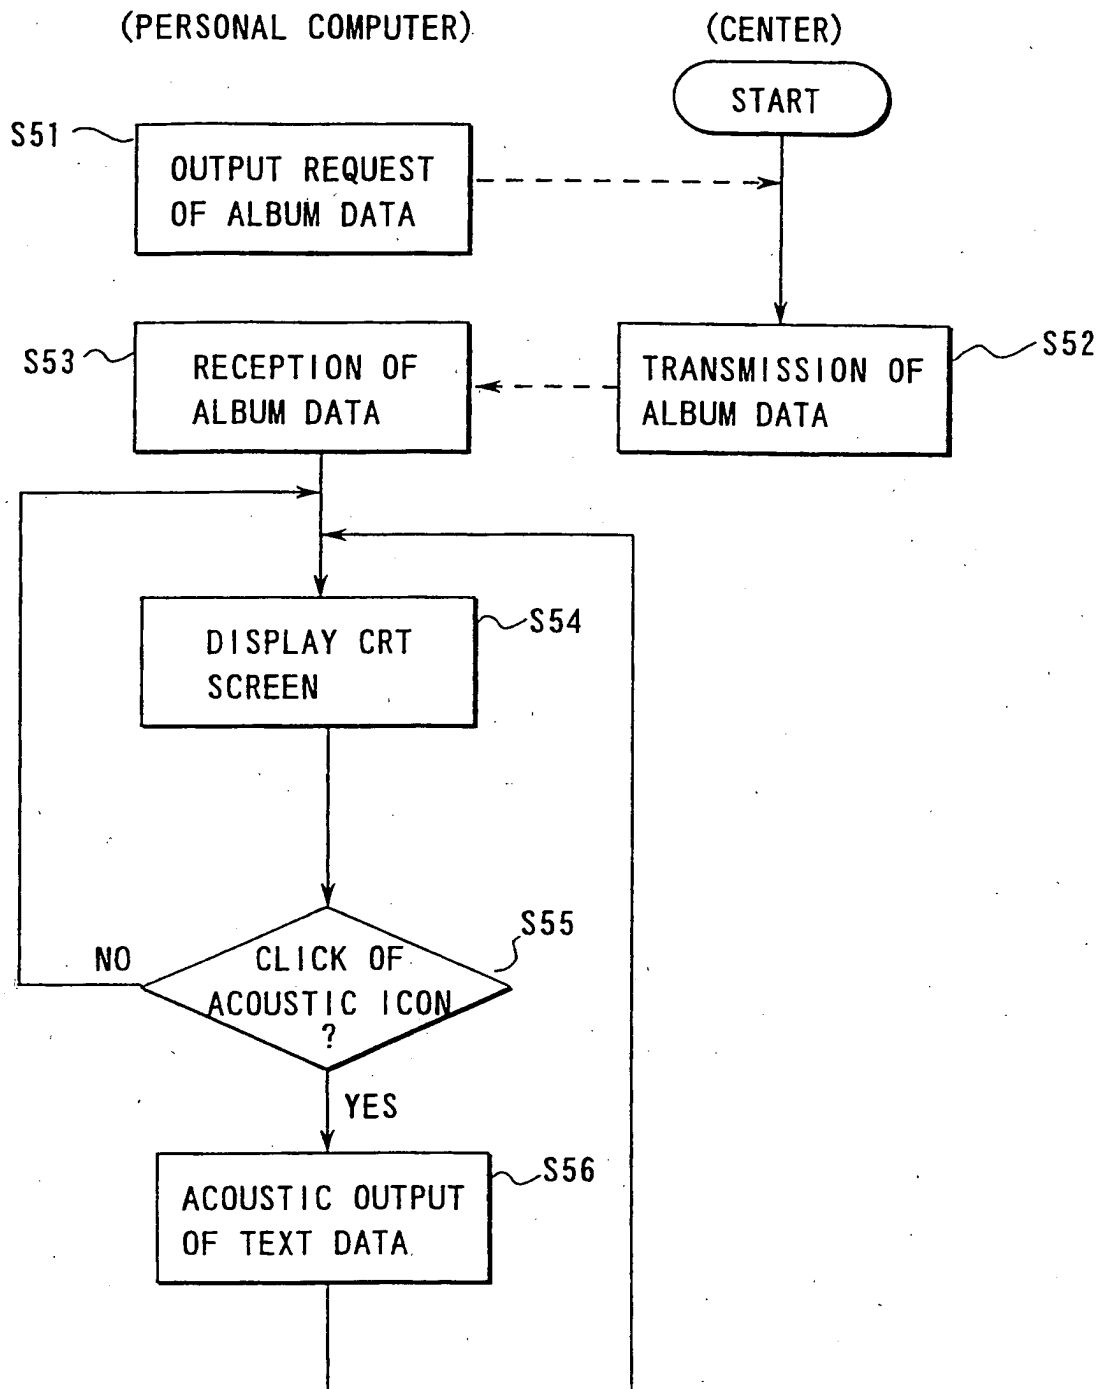 (PERSONAL COMPUTER)
(CENTER)
START
S51
OUTPUT REQUEST
OF ALBUM DATA
S53
RECEPTION OF
ALBUM DATA
TRANSMISSION OF
ALBUM DATA
S52
DISPLAY CRT
SCREEN
S54
S55
NO
CLICK OF
ACOUSTIC ICON
?
YES
S56
ACOUSTIC OUTPUT
OF TEXT DATA